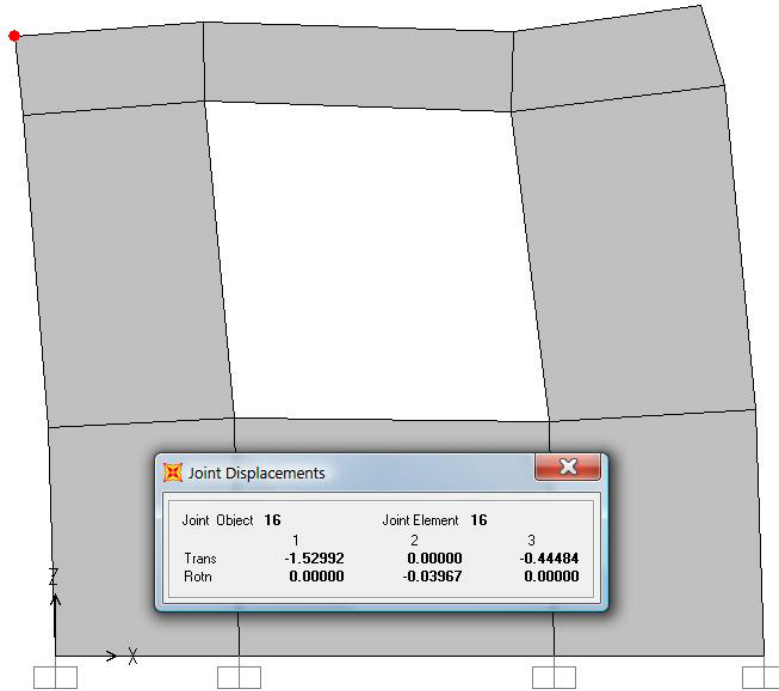 Joint Displacements
Joint Object 16 Joint Element 16
1 2 3
Trans -1.52992 0.00000 -0.44484
Rotn 0.00000 -0.03967 0.00000
Z
X